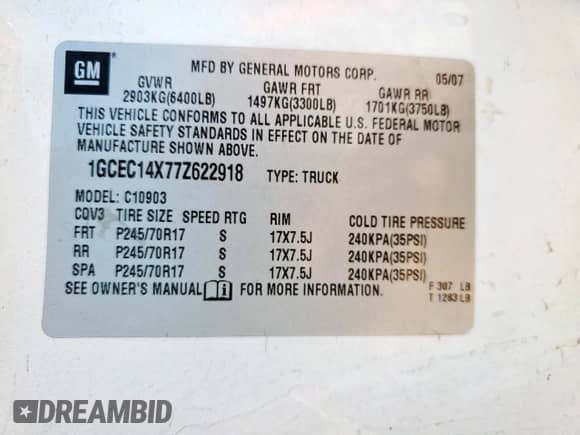 GM
MFD BY GENERAL MOTORS CORP. 05/07
GVWR GAWR FRT GAWR RR
2903KG(6400LB) 1497KG(3300LB) 1701KG(3750LB)
THIS VEHICLE CONFORMS TO ALL APPLICABLE U.S. FEDERAL MOTOR
VEHICLE SAFETY STANDARDS IN EFFECT ON THE DATE OF
MANUFACTURE SHOWN ABOVE.
1GCEC14X77Z622918 TYPE: TRUCK
MODEL: C10903
CQV3 TIRE SIZE SPEED RTG RIM COLD TIRE PRESSURE
FRT P245/70R17 S 17X7.5J 240KPA(35PSI)
RR P245/70R17 S 17X7.5J 240KPA(35PSI)
SPA P245/70R17 S 17X7.5J 240KPA(35PSI)
SEE OWNER'S MANUAL FOR MORE INFORMATION.
F 307 LB
T 1263 LB
DREAMBID